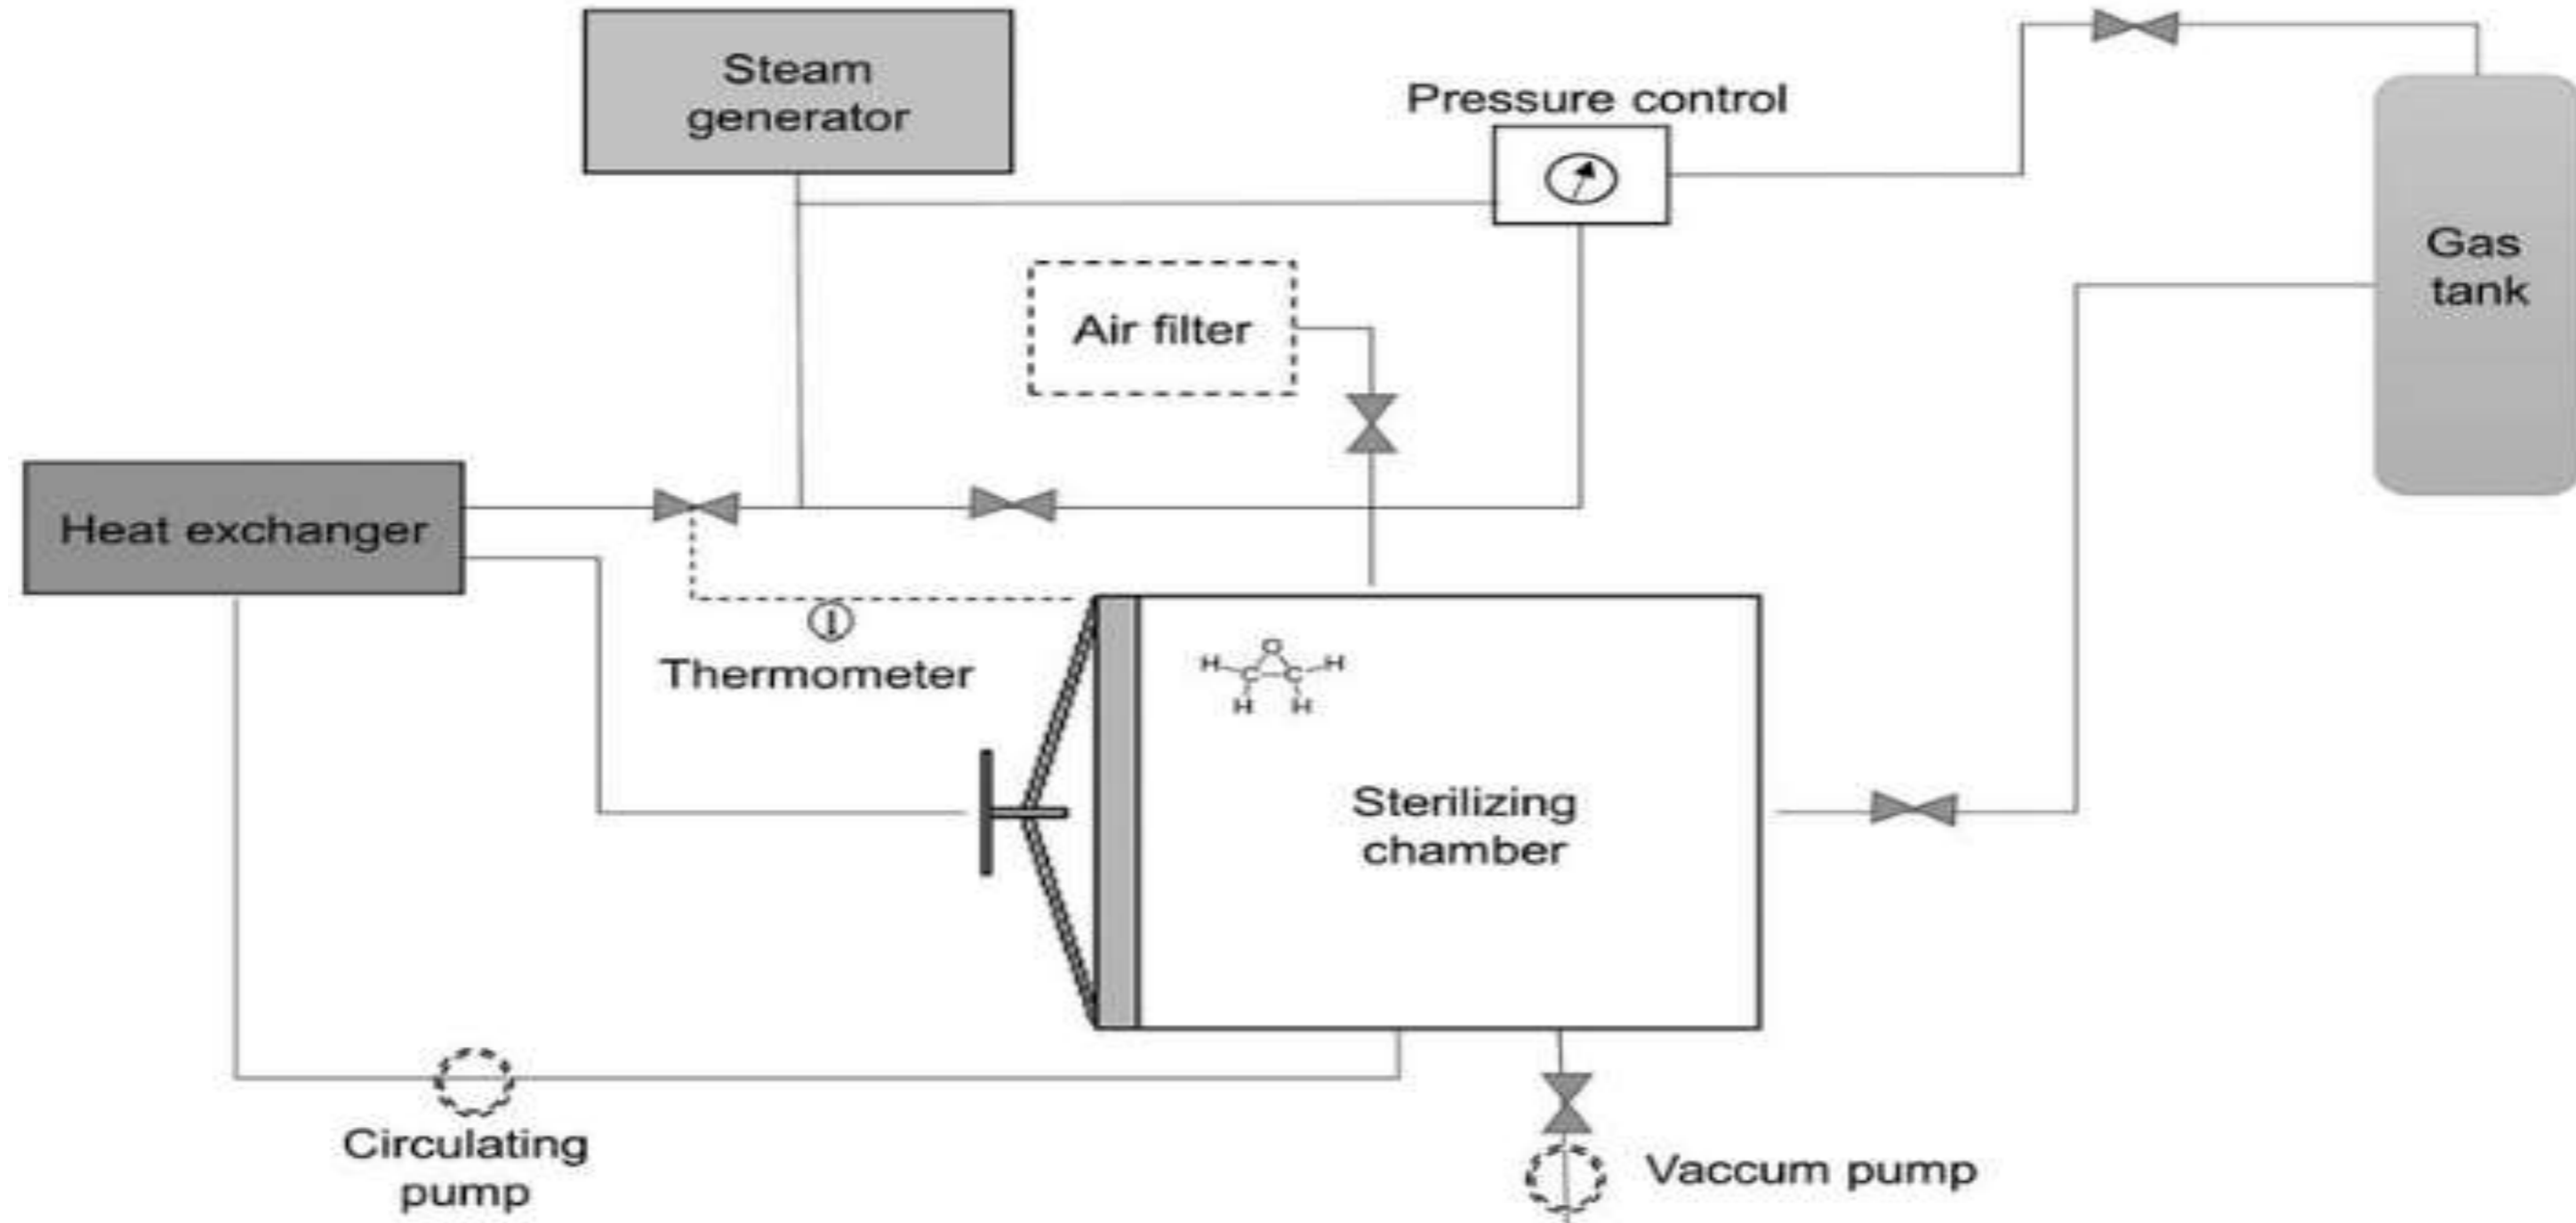 Steam
generator
Pressure control
Gas
tank
Air filter
Heat exchanger
Thermometer
O
H C C H
H H
Sterilizing
chamber
Circulating
pump
Vaccum pump